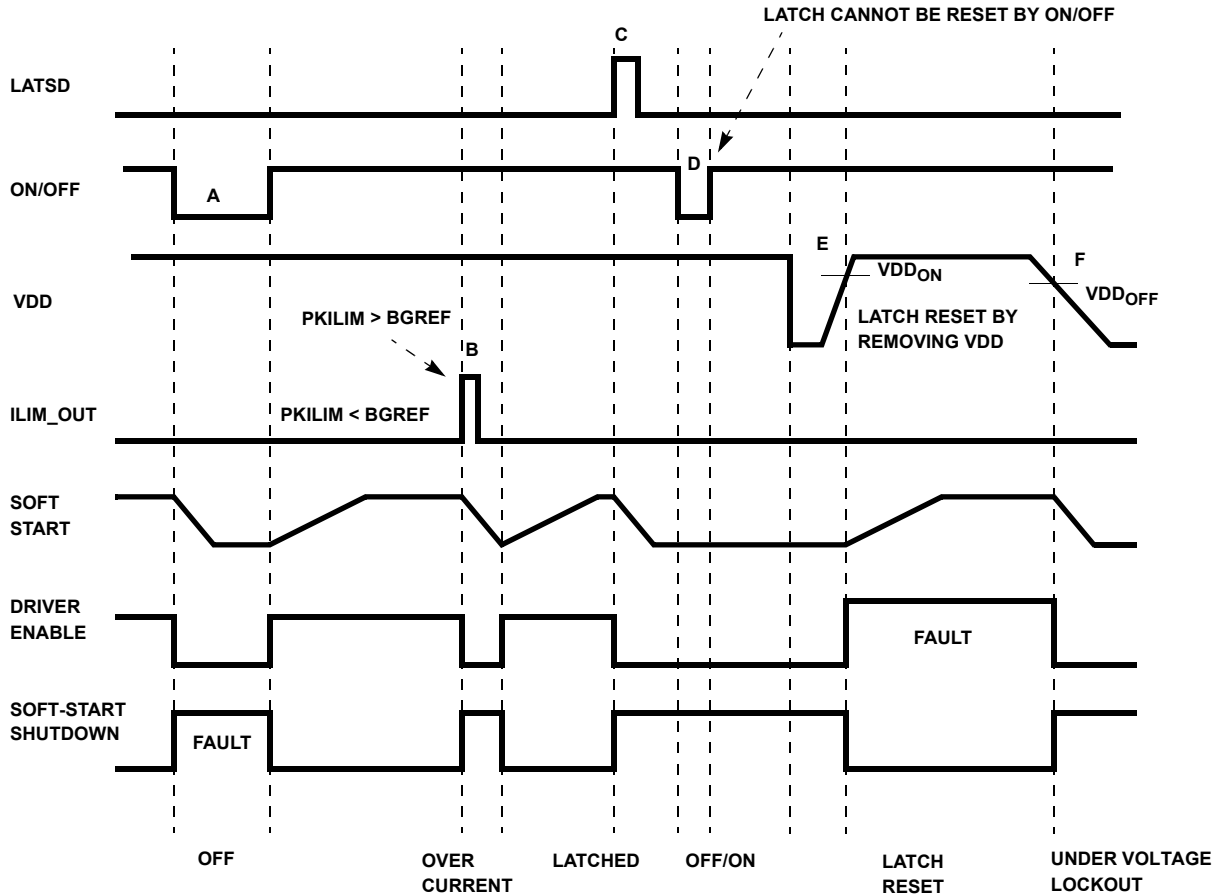 LATCH CANNOT BE RESET BY ON/OFF
C
LATSD
D
ON/OFF
A
E
F
VDDON
VDDOFF
VDD
LATCH RESET BY
REMOVING VDD
PKILIM > BGREF
B
PKILIM < BGREF
ILIM_OUT
SOFT
START
DRIVER
ENABLE
FAULT
SOFT-START
SHUTDOWN
FAULT
OFF
OVER
CURRENT
LATCHED
OFF/ON
LATCH
RESET
UNDER VOLTAGE
LOCKOUT